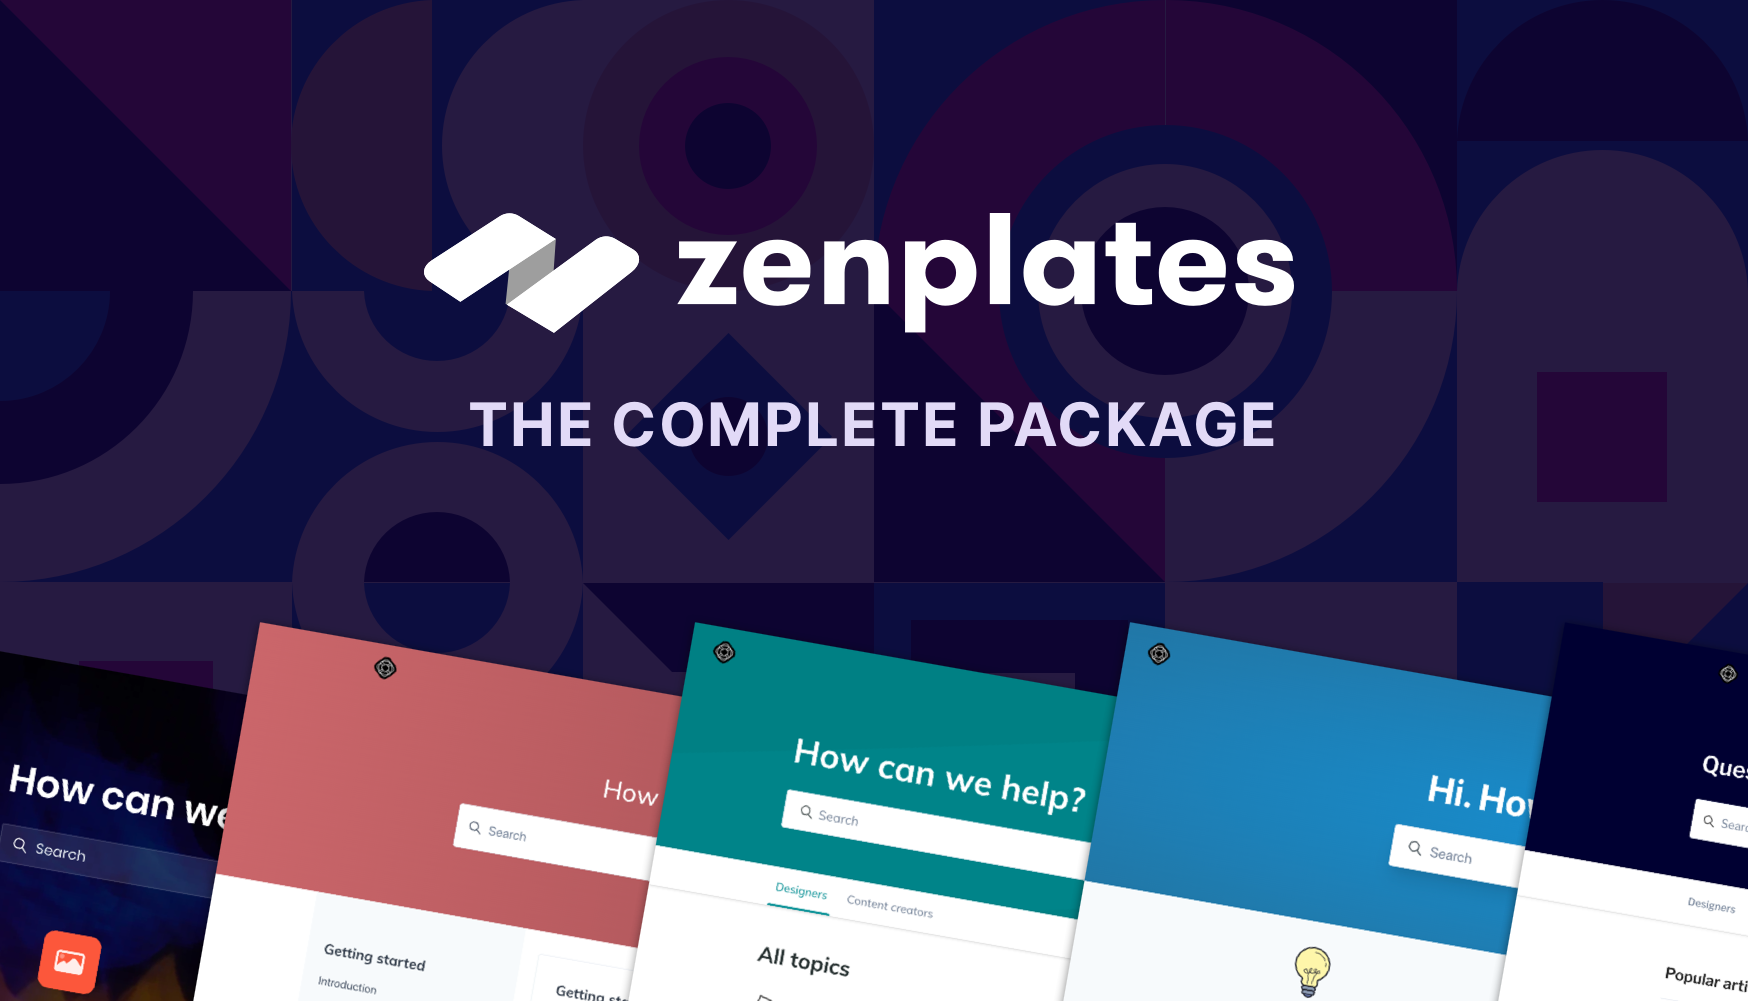 zenplates
THE COMPLETE PACKAGE
How can we
Search
How
Search
Getting started
Introduction
How can we help?
Search
Designers
Content creators
All topics
Hi.
Search
Designers
Popular